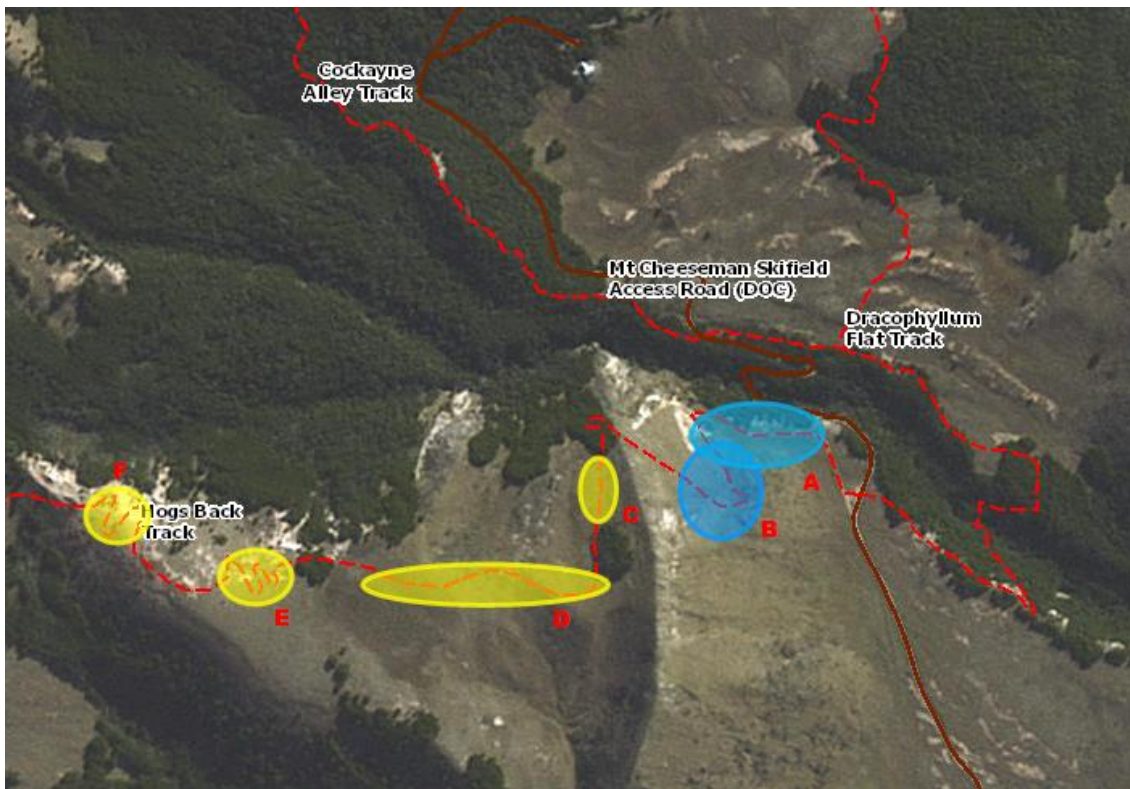 Cockayne
Alley Track
Mt Cheeseman Skifield
Access Road (DOC)
Dracophyllum
Flat Track
A
B
C
D
E
F
Hogs Back
Track